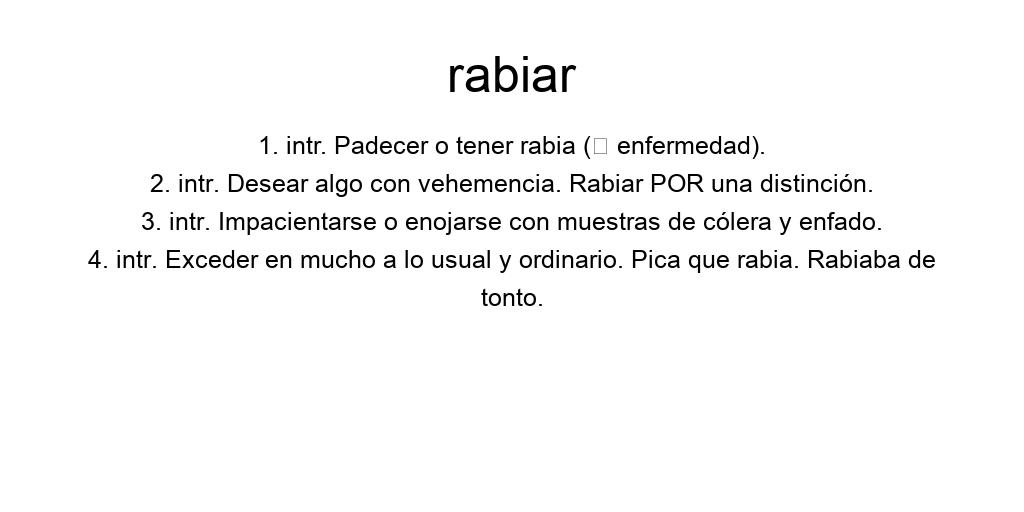 rabiar
1. intr. Padecer o tener rabia (▯ enfermedad).
2. intr. Desear algo con vehemencia. Rabiar POR una distinción.
3. intr. Impacientarse o enojarse con muestras de cólera y enfado.
4. intr. Exceder en mucho a lo usual y ordinario. Pica que rabia. Rabiaba de
tonto.